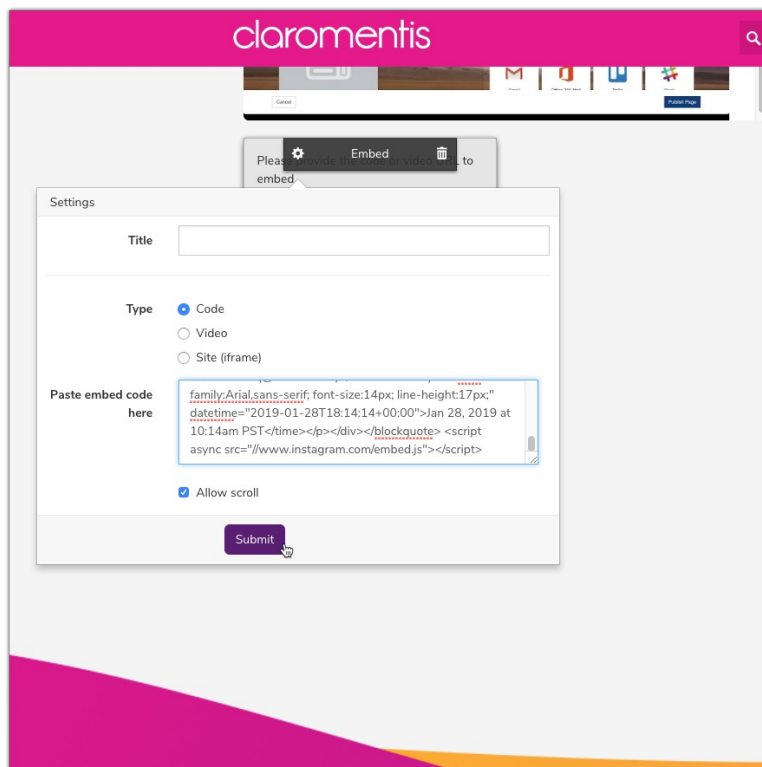 claromentis
Cancel
Publish Page
Embed
Please provide the code or video URL to
embed
Settings
Title
Type
Code
Video
Site (iframe)
Paste embed code
here
family:Arial,sans-serif; font-size:14px; line-height:17px;"
datetime="2019-01-28T18:14:14+00:00">Jan 28, 2019 at
10:14am PST</time></p></div></blockquote> <script
async src="//www.instagram.com/embed.js"></script>
Allow scroll
Submit